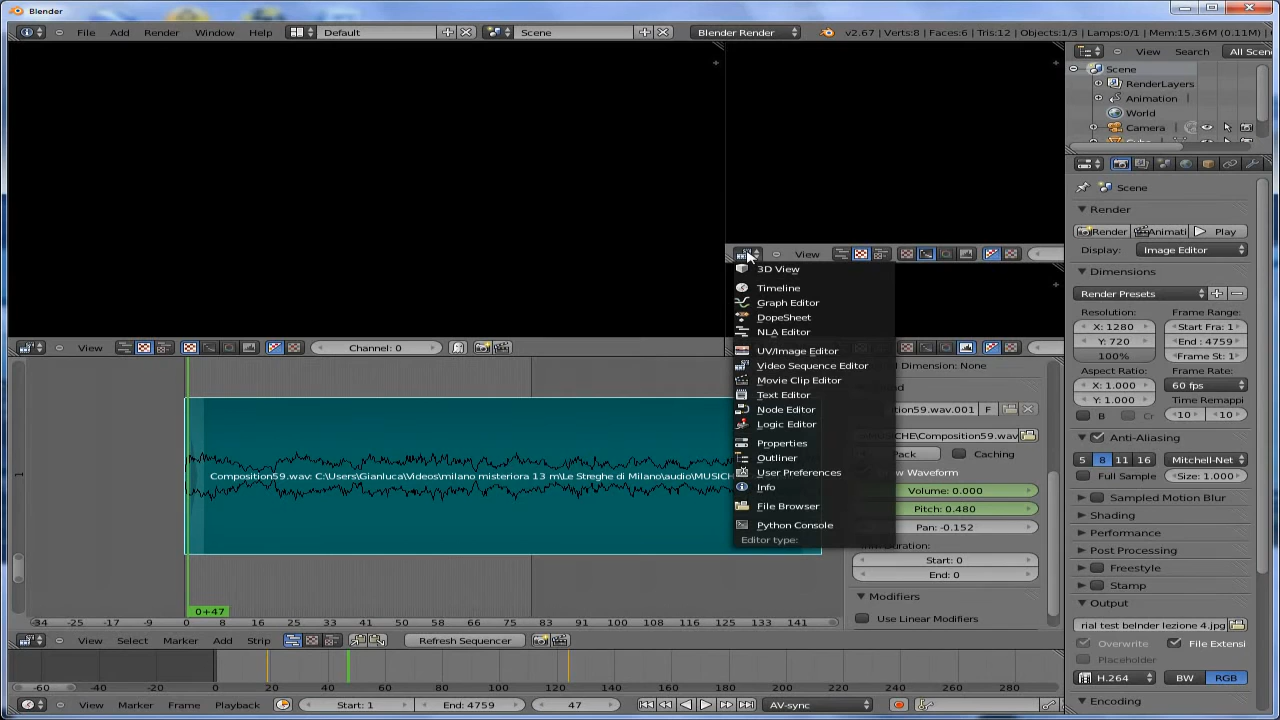 Blender
File Add Render Window Help Default Scene Blender Render v2.67 | Verts:8 | Faces:6 | Tris:12 | Objects:1/3 | Lamps:0/1 | Mem:15.36M (0.11M) |
View Search All Scen
Scene
RenderLayers
Animation
World
Camera
Scene
Render
Render Animati Play
Display: Image Editor
Dimensions
Render Presets
Resolution: Frame Range:
X: 1280 Start Fra: 1
Y: 720 End : 4759
100% Frame St: 1
Aspect Ratio: Frame Rate:
X: 1.000 60 fps
Y: 1.000 Time Remappi
B Cr 10 10
Anti-Aliasing
5 8 11 16 Mitchell-Net
Full Sample Size: 1.000
Sampled Motion Blur
Shading
Performance
Post Processing
Freestyle
Stamp
Output
rial test belnder lezione 4.jpg
Overwrite File Extensi
Placeholder
H.264 BW RGB
Encoding
View
3D View
Timeline
Graph Editor
DopeSheet
NLA Editor
UV/Image Editor
Video Sequence Editor
Movie Clip Editor
Text Editor
Node Editor
Logic Editor
Properties
Outliner
User Preferences
Info
File Browser
Python Console
Editor type:
View Channel: 0
Dimension: None
on59.wav.001 F
CHE\Composition59.wav
Pack Caching
Waveform
Volume: 0.000
Pitch: 0.480
Pan: -0.152
Duration:
Start: 0
End: 0
Modifiers
Use Linear Modifiers
1
Composition59.wav: C:\Users\Gianluca\Videos\milano misteriora 13 m\Le Streghe di Milano\audio\MUSICH
0+47
-34 -25 -17 -9 0 8 16 25 33 41 50 58 66 75 83 91 100 108 116 125 133 141
View Select Marker Add Strip Refresh Sequencer
-60 -40 -20 0 20 40 60 80 100 120 140 160 180 200 220 240 260 280
View Marker Frame Playback Start: 1 End: 4759 47 AV-sync